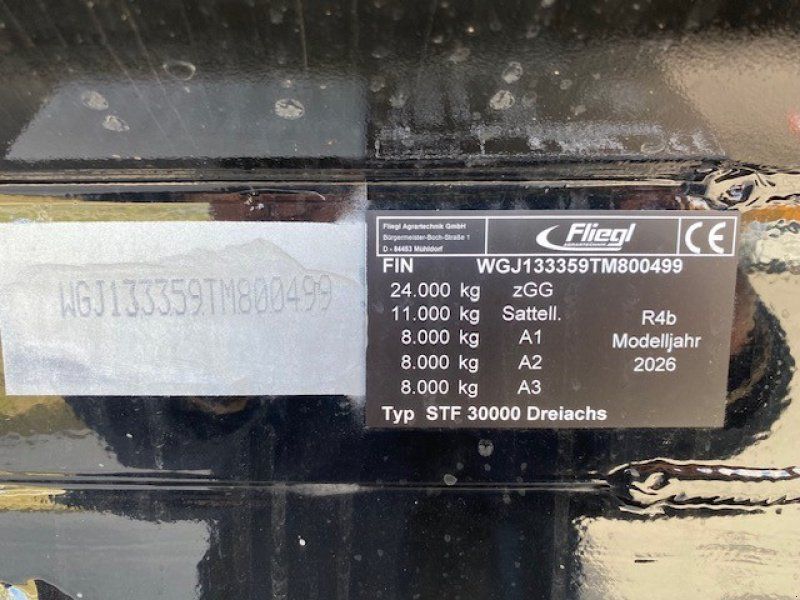 WGJ133359TM800499
Fliegl Agrartechnik GmbH
Bürgermeister-Boch-Straße 1
D - 84453 Mühldorf
Fliegl
AGRARTECHNIK
CE
FIN WGJ133359TM800499
24.000 kg zGG
11.000 kg Sattell.
8.000 kg A1
8.000 kg A2
8.000 kg A3
R4b
Modelljahr
2026
Typ STF 30000 Dreiachs